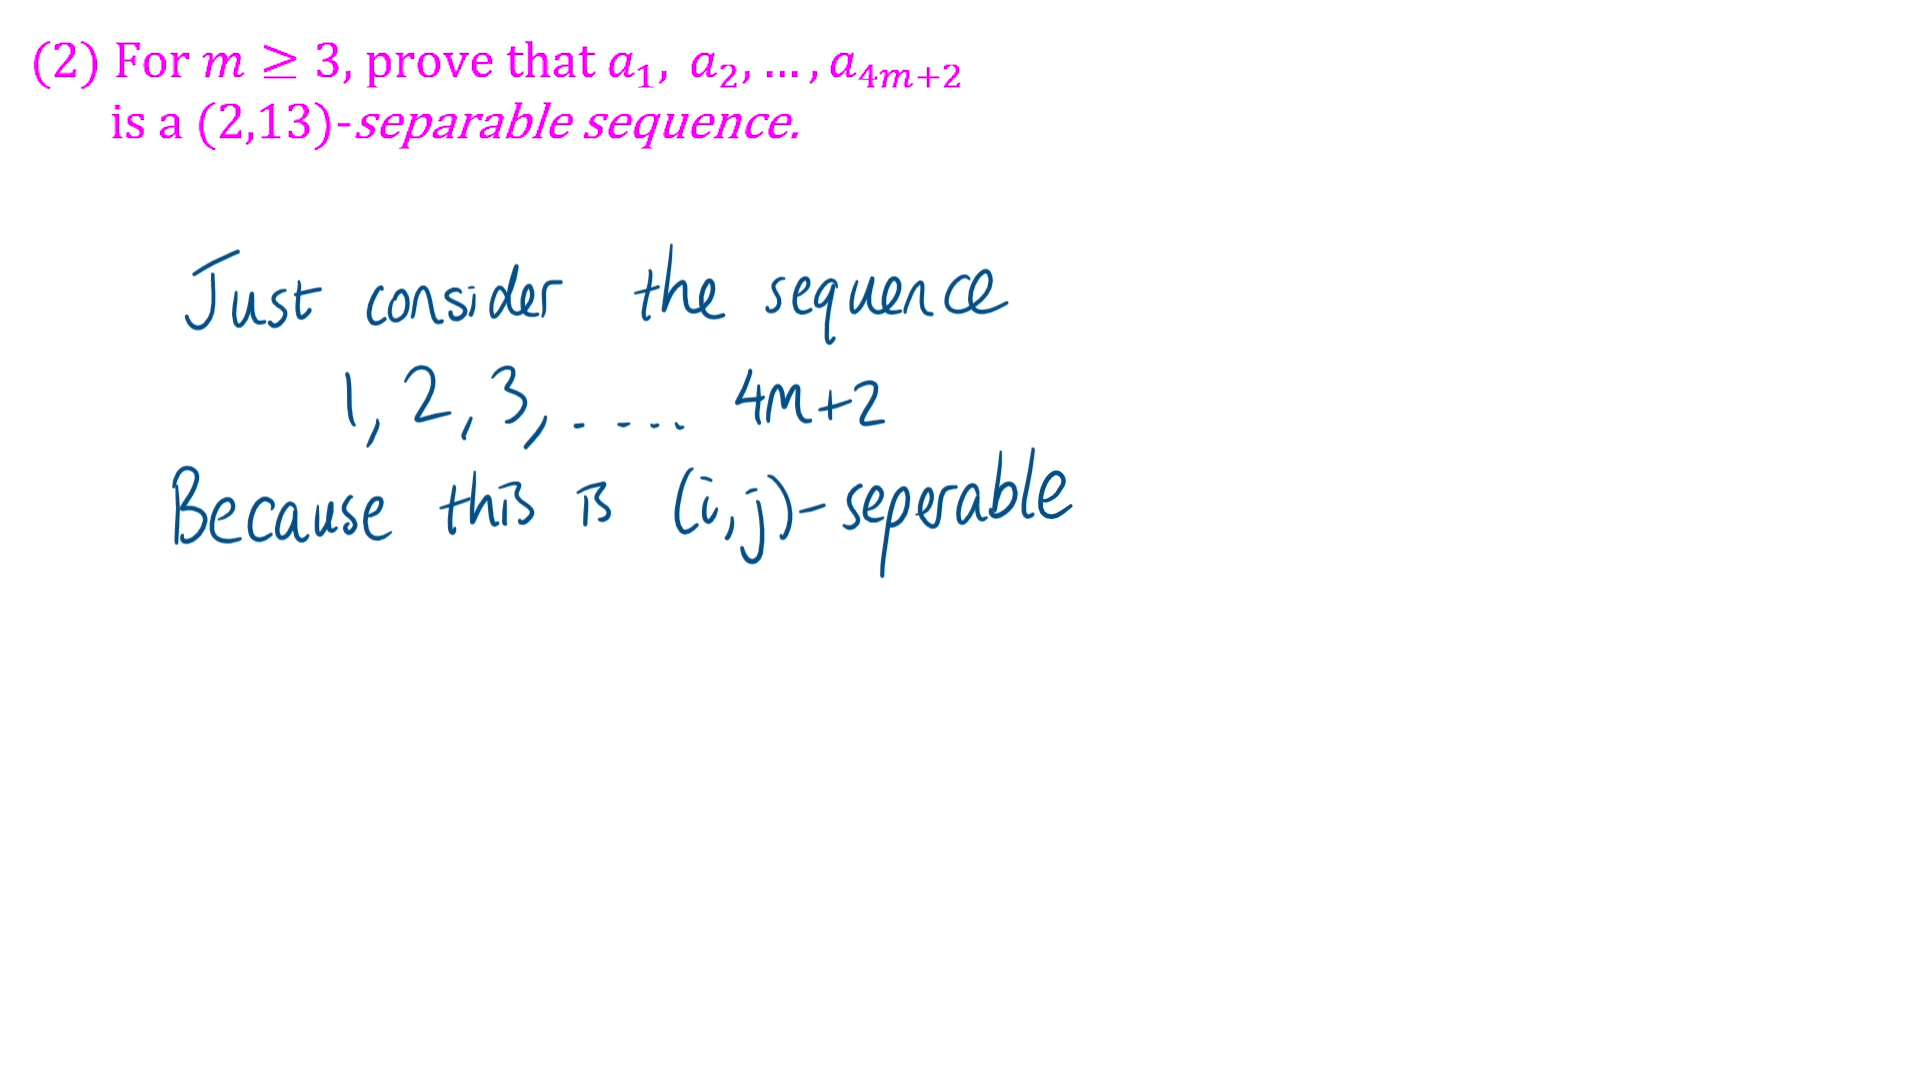 (2) For m ≥ 3, prove that a₁, a₂, ... , a₄ₘ₊₂
is a (2,13)-separable sequence.
Just consider the sequence
1, 2, 3, . . . . 4m+2
Because this is (i,j)-seperable